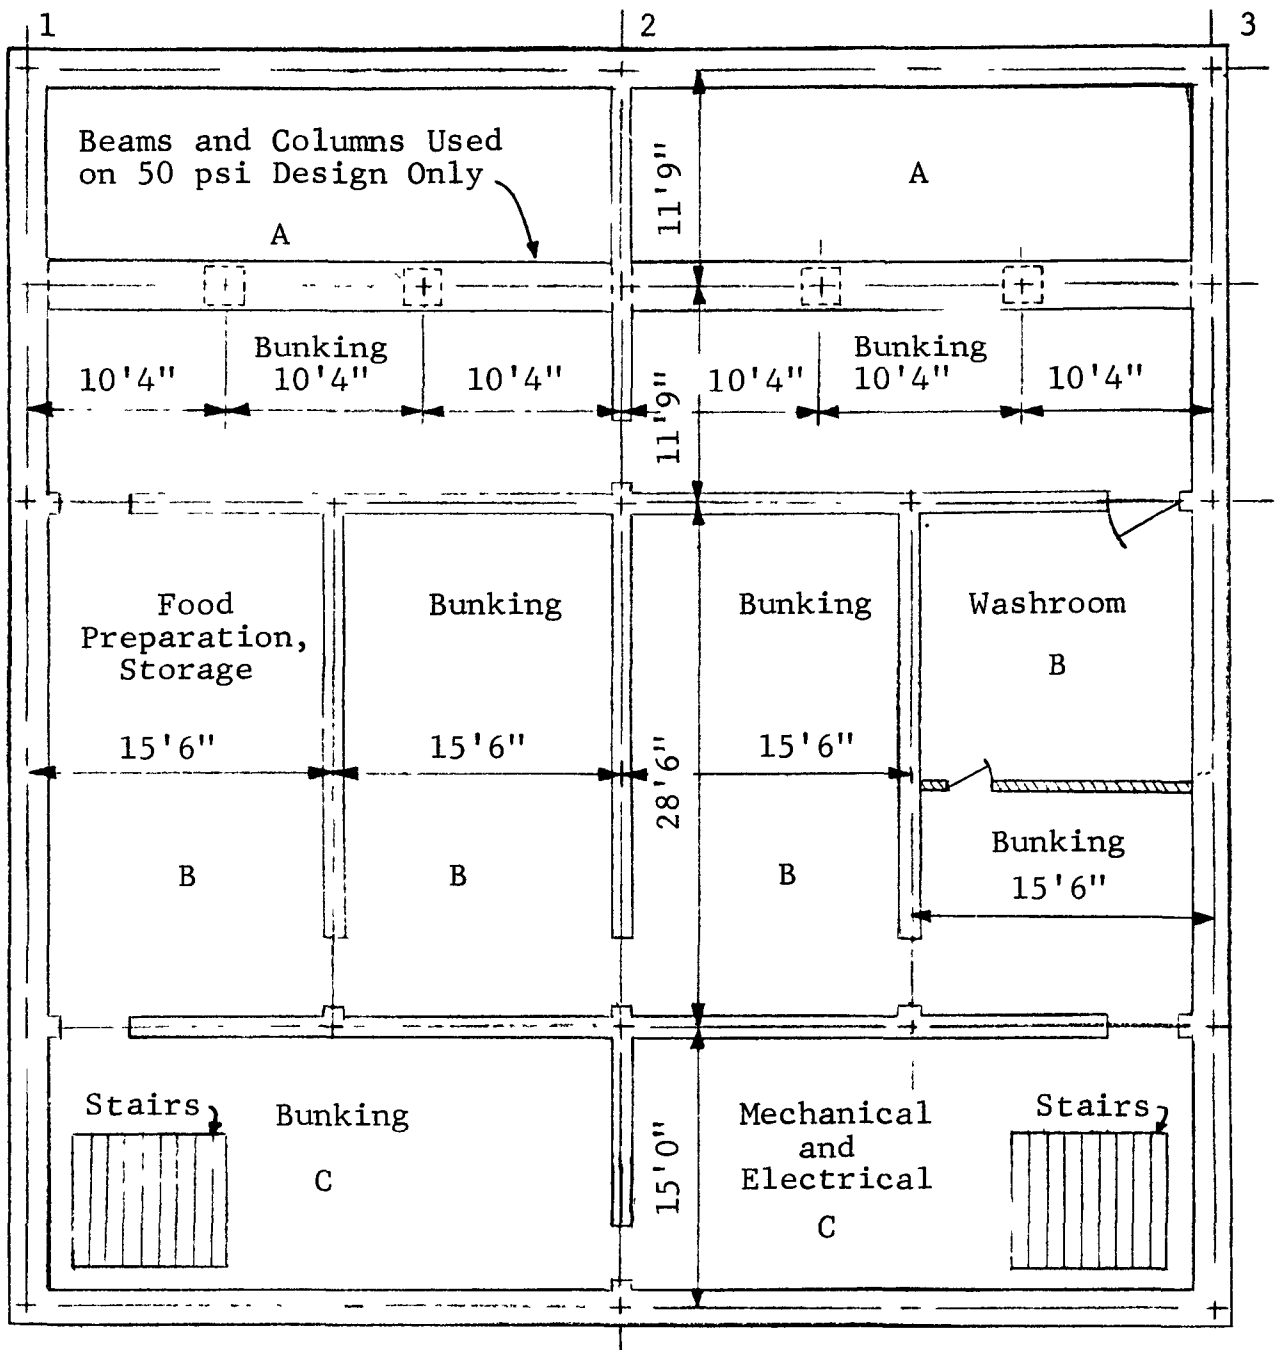 1
2
3
Beams and Columns Used
on 50 psi Design Only
A
A
11'9"
Bunking
10'4"
10'4"
10'4"
Bunking
10'4"
10'4"
10'4"
11'9"
Food
Preparation,
Storage
Bunking
Bunking
Washroom
B
15'6"
15'6"
15'6"
28'6"
Bunking
15'6"
B
B
B
Stairs
Bunking
C
Mechanical
and
Electrical
C
15'0"
Stairs